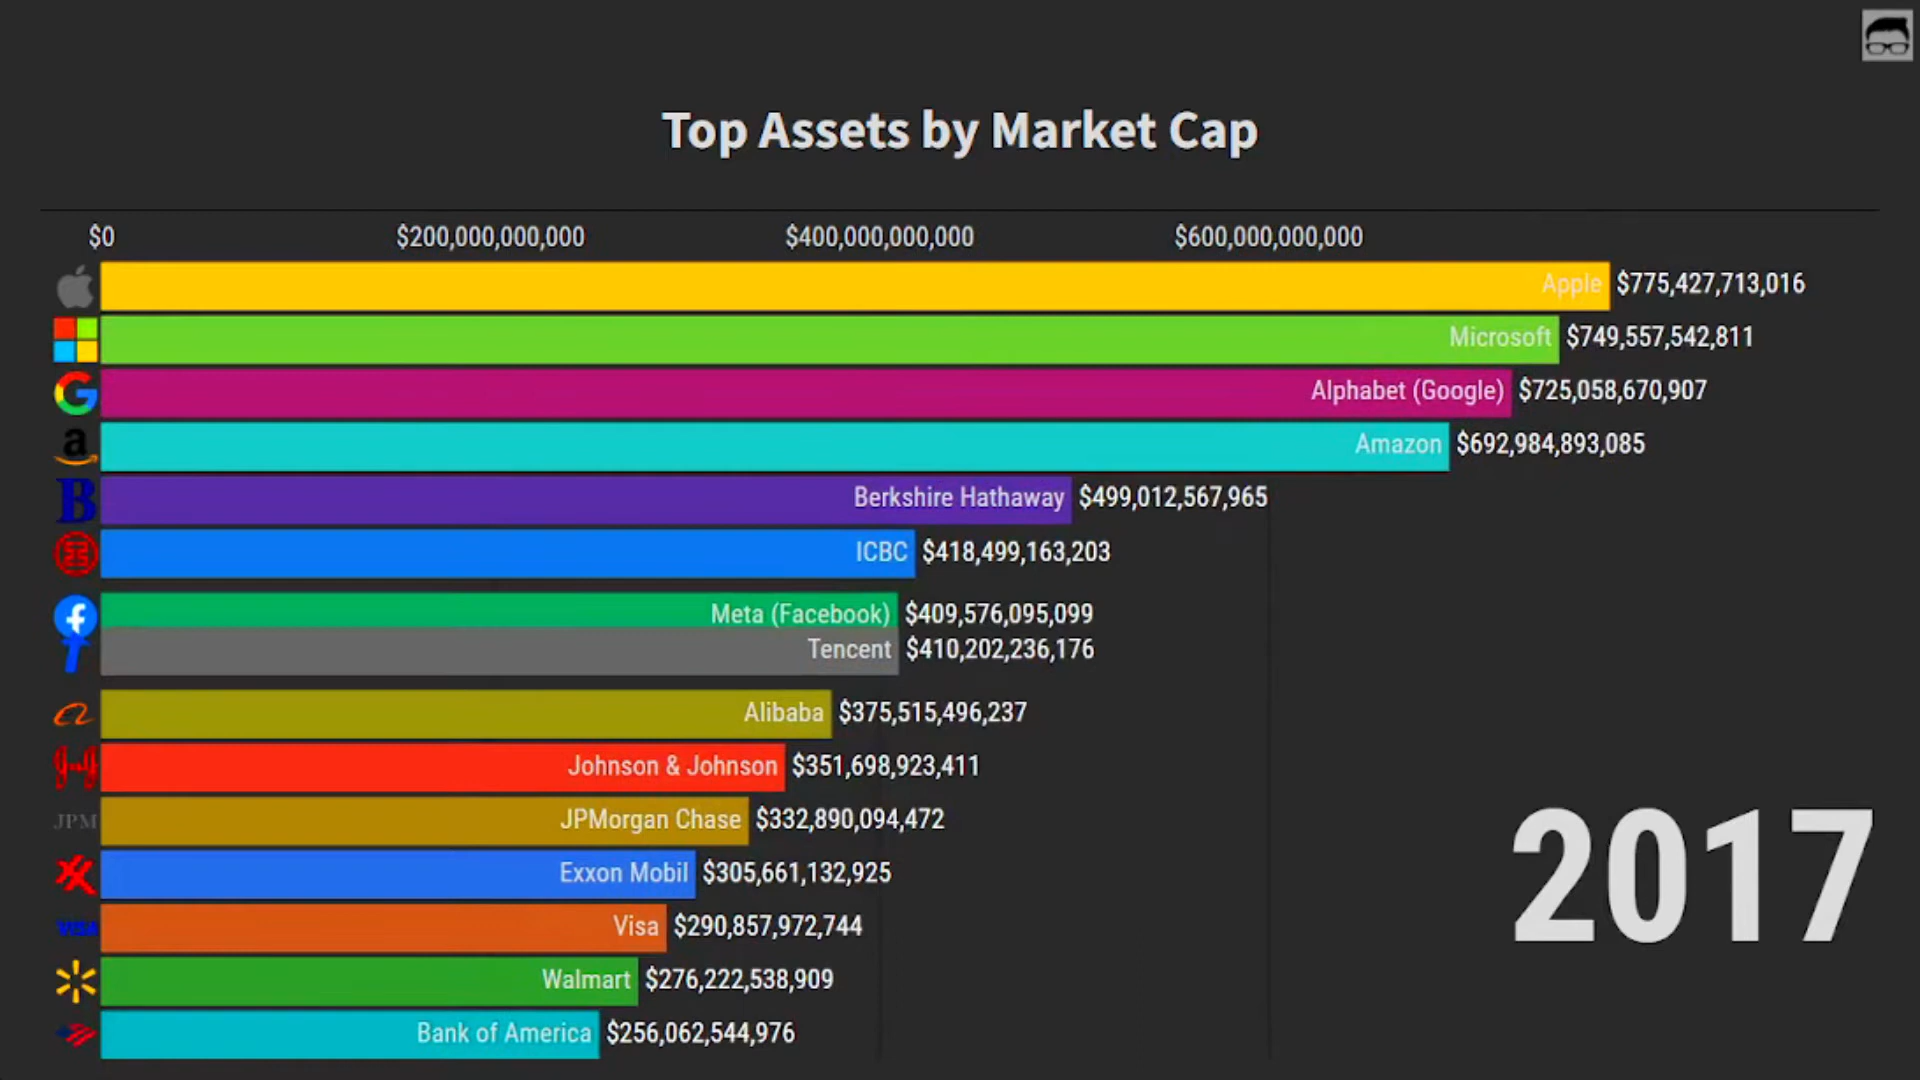 Top Assets by Market Cap
$0 $200,000,000,000 $400,000,000,000 $600,000,000,000
Apple $775,427,713,016
Microsoft $749,557,542,811
Alphabet (Google) $725,058,670,907
a Amazon $692,984,893,085
B Berkshire Hathaway $499,012,567,965
ICBC $418,499,163,203
Meta (Facebook) $409,576,095,099
Tencent $410,202,236,176
Alibaba $375,515,496,237
Johnson & Johnson $351,698,923,411
JPM JPMorgan Chase $332,890,094,472
Exxon Mobil $305,661,132,925
VISA Visa $290,857,972,744
Walmart $276,222,538,909
Bank of America $256,062,544,976
2017